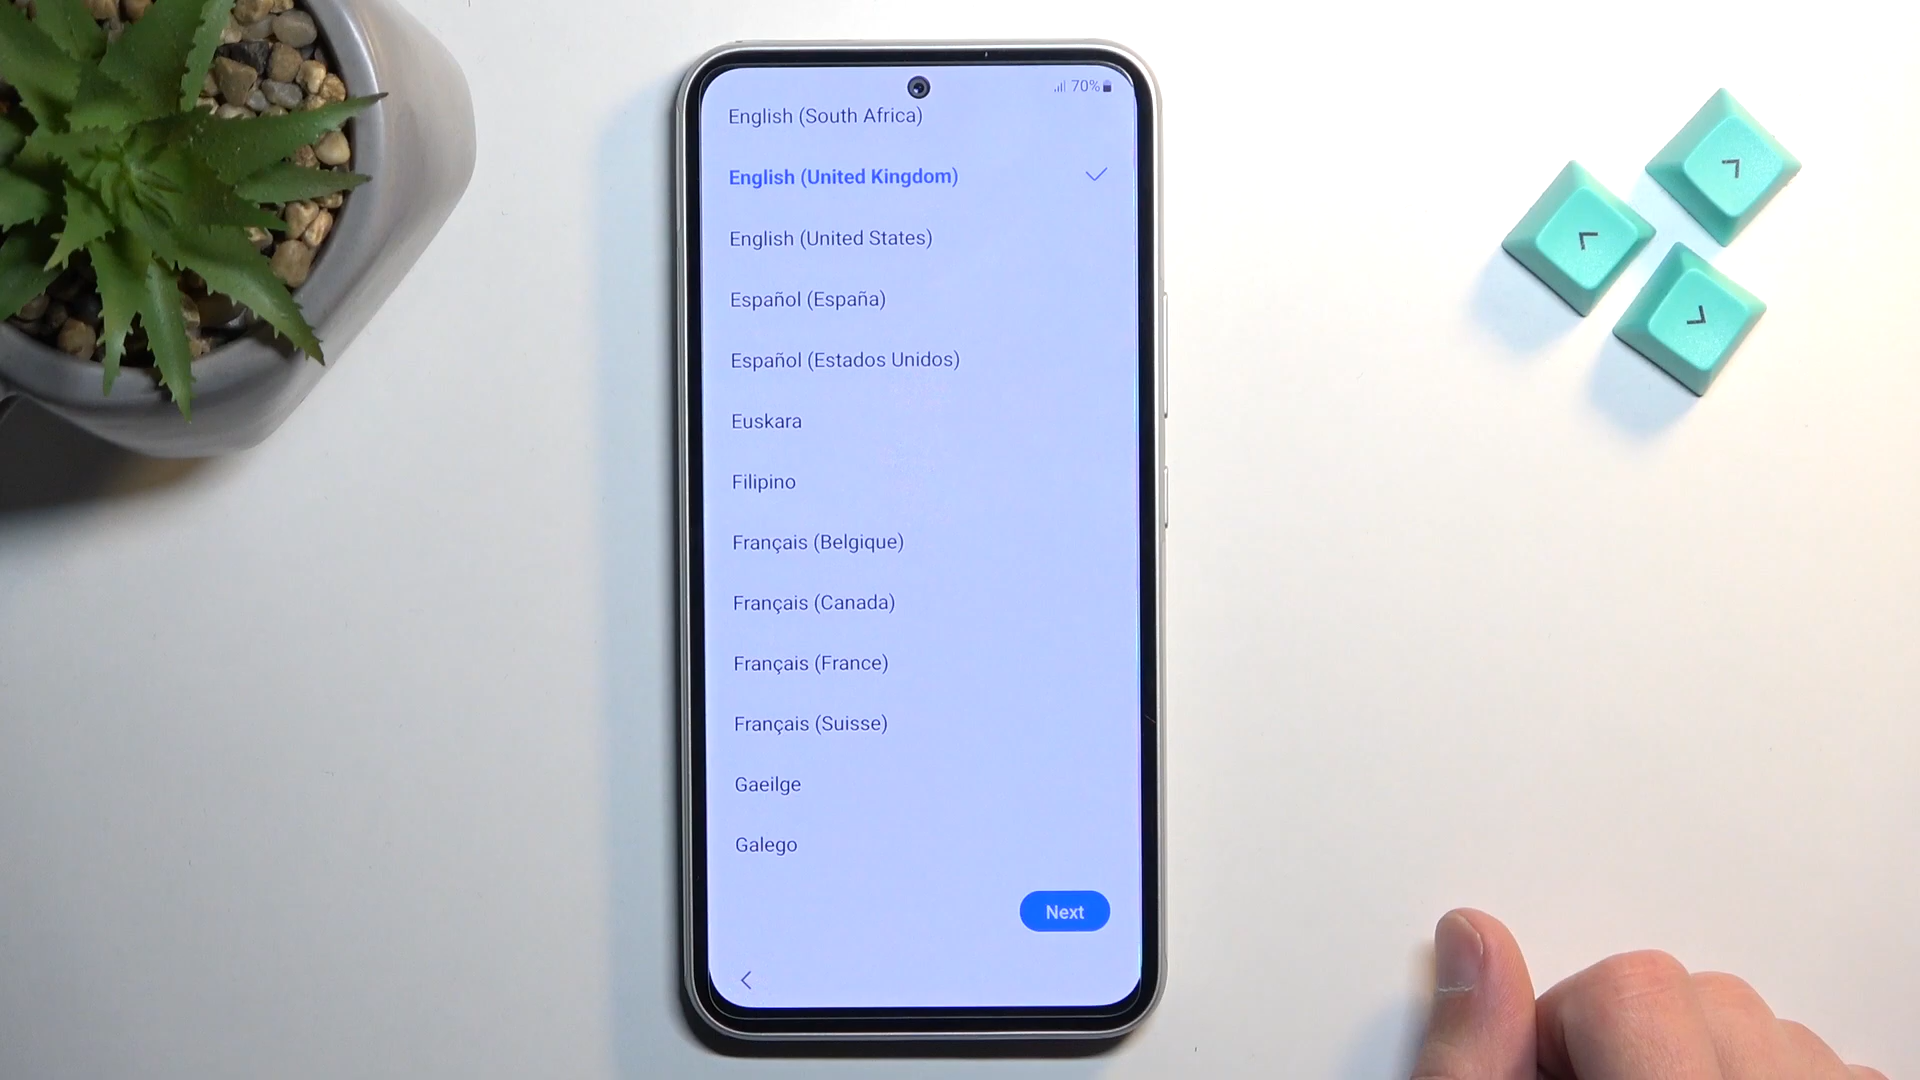 70%
English (South Africa)
English (United Kingdom)
English (United States)
Español (España)
Español (Estados Unidos)
Euskara
Filipino
Français (Belgique)
Français (Canada)
Français (France)
Français (Suisse)
Gaeilge
Galego
Next